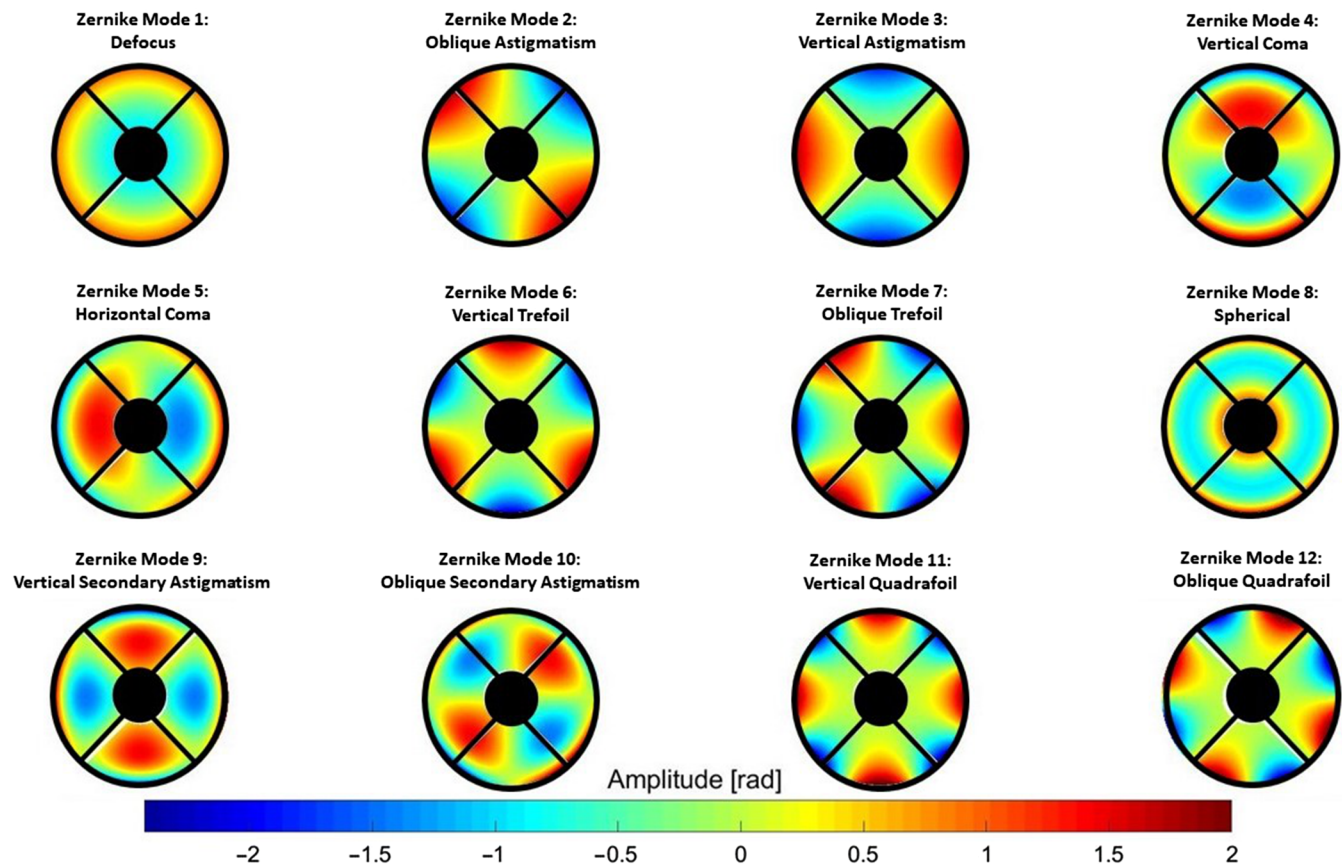 Zernike Mode 1:
Defocus
Zernike Mode 2:
Oblique Astigmatism
Zernike Mode 3:
Vertical Astigmatism
Zernike Mode 4:
Vertical Coma
Zernike Mode 5:
Horizontal Coma
Zernike Mode 6:
Vertical Trefoil
Zernike Mode 7:
Oblique Trefoil
Zernike Mode 8:
Spherical
Zernike Mode 9:
Vertical Secondary Astigmatism
Zernike Mode 10:
Oblique Secondary Astigmatism
Zernike Mode 11:
Vertical Quadrafoil
Zernike Mode 12:
Oblique Quadrafoil
Amplitude [rad]
−2 −1.5 −1 −0.5 0 0.5 1 1.5 2